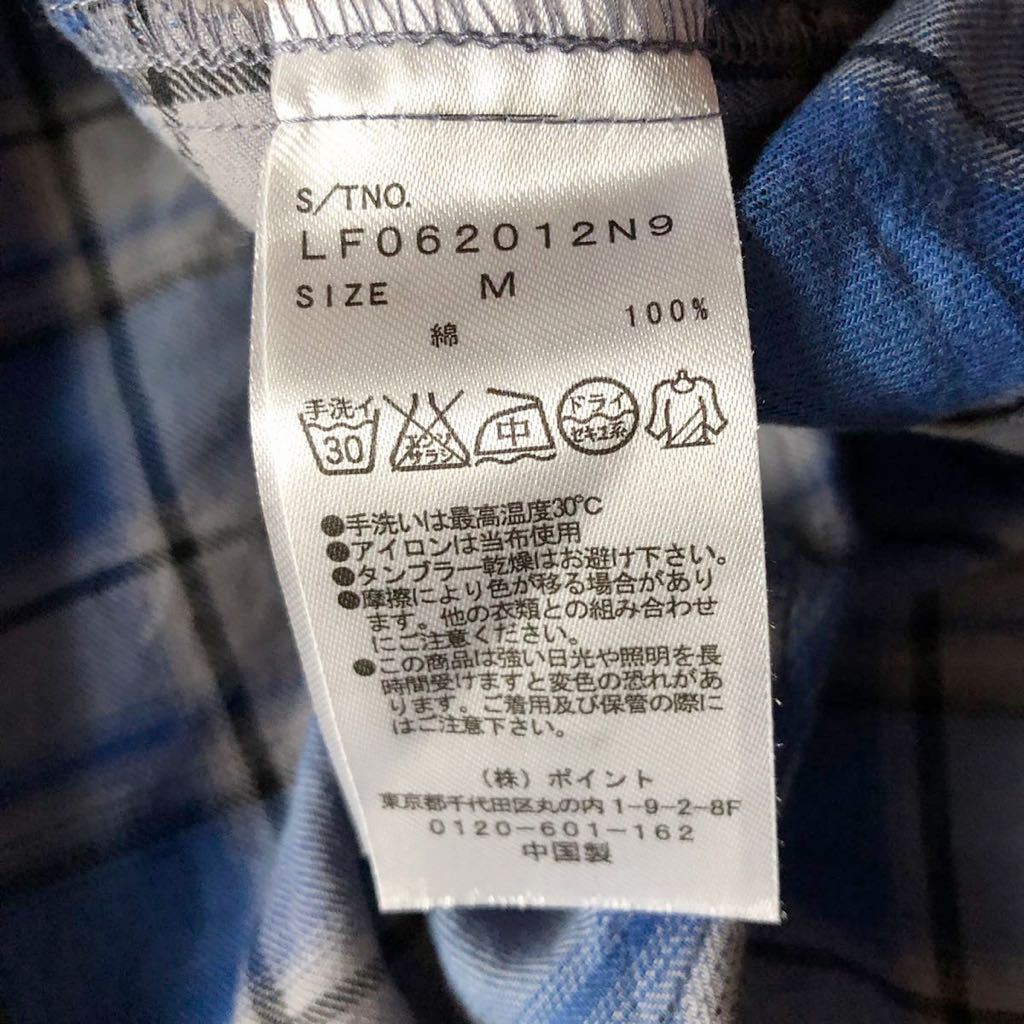 S/TNO.
LF062012N9
SIZE M
綿 100%
手洗イ 30
エンソ
サラシ
中
ドライ
セキユ系
●手洗いは最高温度30℃
●アイロンは当布使用
●タンブラー乾燥はお避け下さい。
●摩擦により色が移る場合があり
ます。他の衣類との組み合わせ
にご注意ください。
●この商品は強い日光や照明を長
時間受けますと変色の恐れがあ
ります。ご着用及び保管の際に
はご注意下さい。
(株)ポイント
東京都千代田区丸の内1-9-2-8F
0120-601-162
中国製